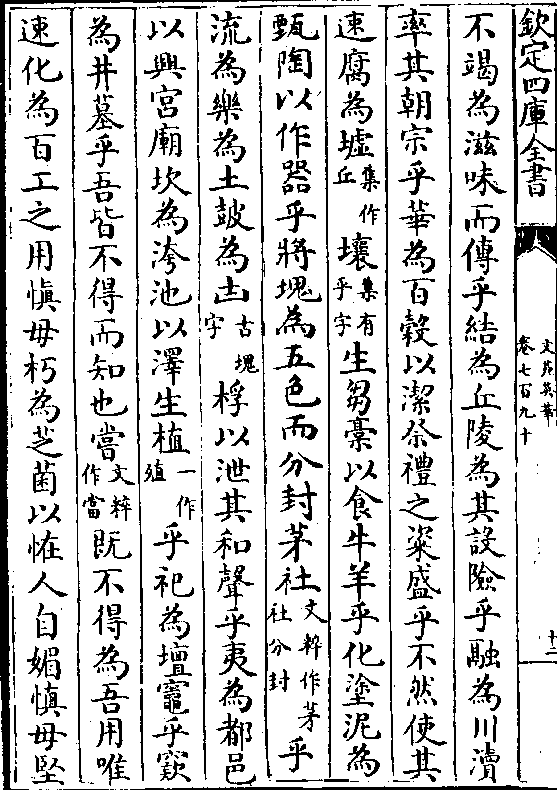 欽定四庫全書
文苑英華
卷七百九十
十二
不竭為滋味而傳乎結為丘陵為其設險乎融為川瀆
率其朝宗乎華為百穀以潔祭禮之粢盛乎不然使其
速腐為墟集作丘壤集有乎字生芻藁以食牛羊乎化塗泥為
甄陶以作器乎將塊為五色而分封茅社文粹作茅社分封乎
流為樂為土鼓為凷古塊字桴以泄其和聲乎夷為都邑
以興宮廟坎為洿池以澤生植一作殖乎祀為壇竈乎竅
為井墓乎吾皆不得而知也嘗文粹作當既不得為吾用唯
速化為百工之用慎毋朽為芝菌以恠人自媚慎毋堅